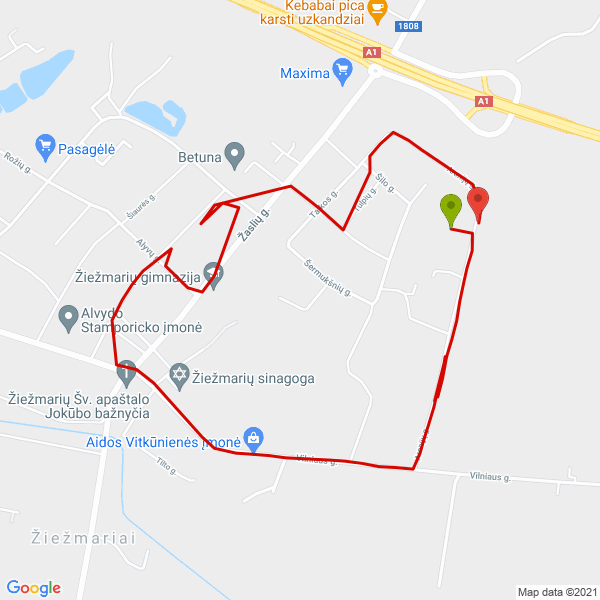 Kebabai pica
karsti uzkandziai
1808
A1
Maxima
A1
Pasagėlė
Betuna
Rožių g.
Šilo g.
Šiaurės g.
Taikos g.
Tulpių g.
Žaslių g.
Alyvų g.
Žiežmarių gimnazija
Šermukšnių g.
Alvydo
Stamporicko įmonė
Žiežmarių sinagoga
Žiežmarių Šv. apaštalo
Jokūbo bažnyčia
Aidos Vitkūnienės įmonė
Vilniaus g.
Tilto g.
Vilniaus g.
Žiežmariai
Google
Map data ©2021